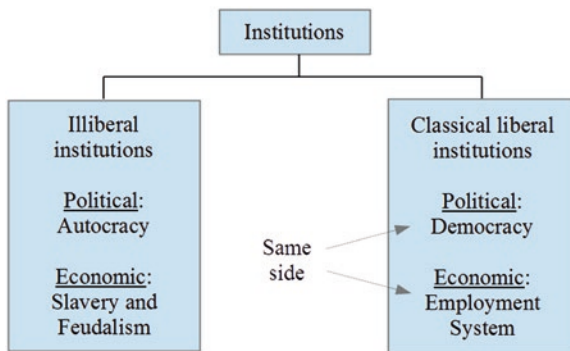 Institutions
Illiberal
institutions
Political:
Autocracy
Economic:
Slavery and
Feudalism
Same
side
Classical liberal
institutions
Political:
Democracy
Economic:
Employment
System